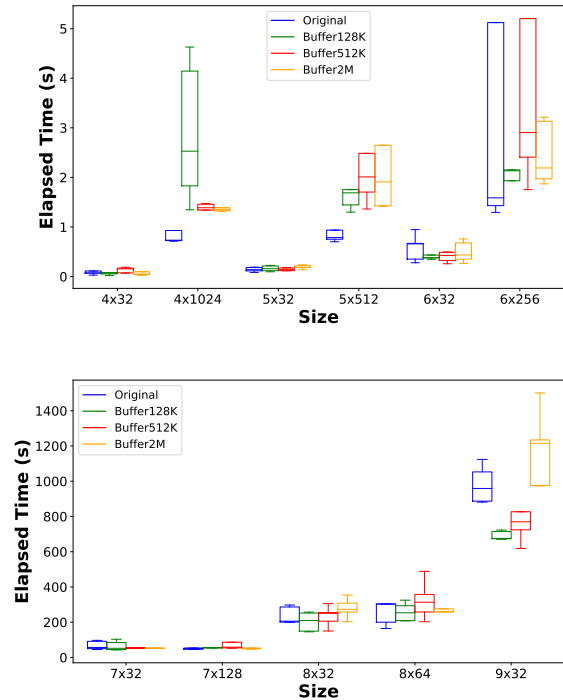 Original
Buffer128K
Buffer512K
Buffer2M
5
4
3
2
1
0
Elapsed Time (s)
4x32 4x1024 5x32 5x512 6x32 6x256
Size
Original
Buffer128K
Buffer512K
Buffer2M
1400
1200
1000
800
600
400
200
0
Elapsed Time (s)
7x32 7x128 8x32 8x64 9x32
Size